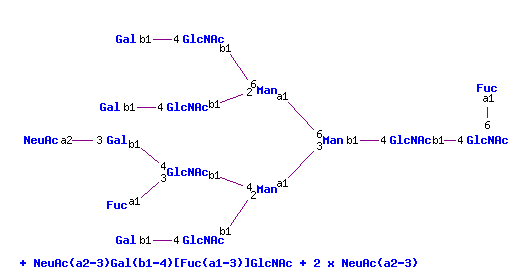 Gal b1 4 GlcNAc b1
6 Man a1
2
Gal b1 4 GlcNAc b1
Fuc a1
6
6 Man b1 4 GlcNAc b1 4 GlcNAc
3
NeuAc a2 3 Gal b1
4 GlcNAc b1
3
4 Man a1
2
Fuc a1
Gal b1 4 GlcNAc b1
+ NeuAc(a2-3)Gal(b1-4)[Fuc(a1-3)]GlcNAc + 2 x NeuAc(a2-3)